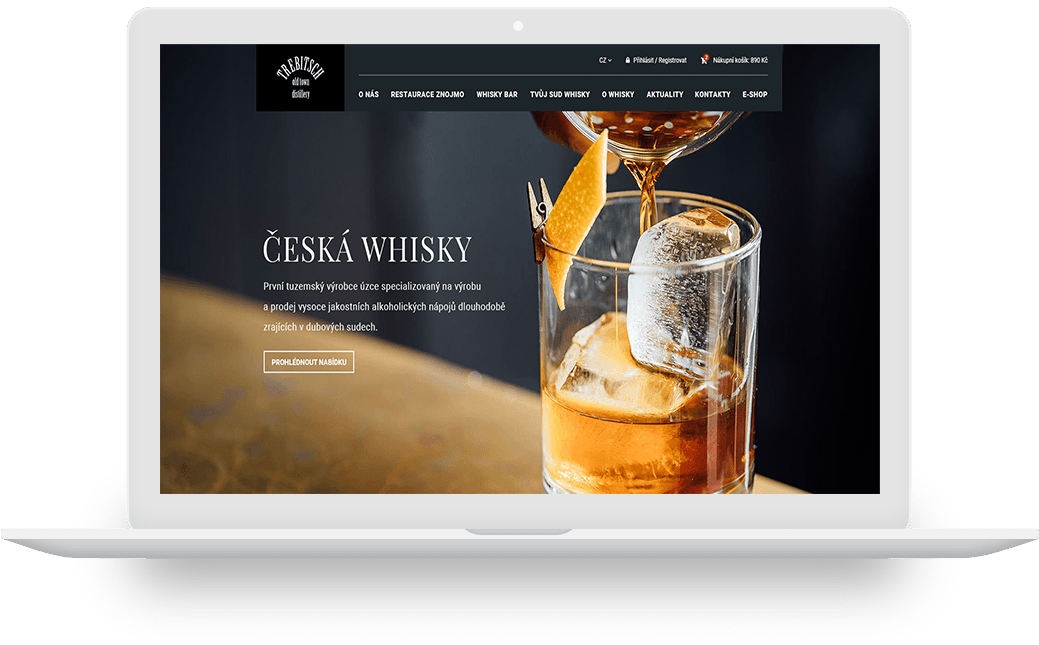 TREBITSCH
old town
distillery
CZ
Přihlásit / Registrovat
Nákupní košík: 890 Kč
O NÁS
RESTAURACE ZNOJMO
WHISKY BAR
TVŮJ SUD WHISKY
O WHISKY
AKTUALITY
KONTAKTY
E-SHOP
ČESKÁ WHISKY
První tuzemský výrobce úzce specializovaný na výrobu
a prodej vysoce jakostních alkoholických nápojů dlouhodobě
zrajících v dubových sudech.
PROHLÉDNOUT NABÍDKU